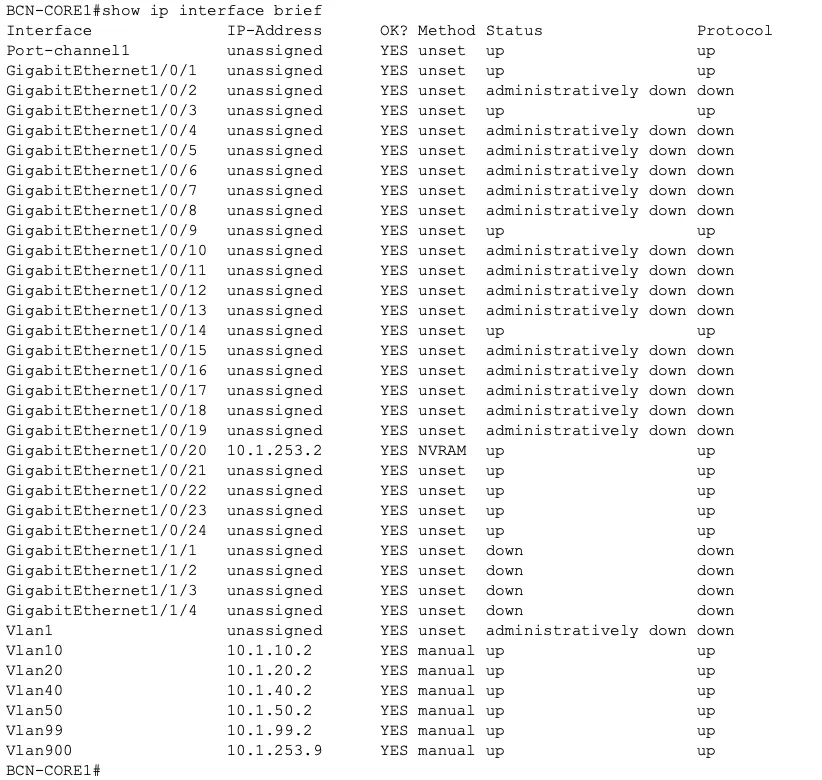 BCN-CORE1#show ip interface brief
Interface              IP-Address      OK? Method Status                Protocol
Port-channel1          unassigned      YES unset  up                    up
GigabitEthernet1/0/1   unassigned      YES unset  up                    up
GigabitEthernet1/0/2   unassigned      YES unset  administratively down down
GigabitEthernet1/0/3   unassigned      YES unset  up                    up
GigabitEthernet1/0/4   unassigned      YES unset  administratively down down
GigabitEthernet1/0/5   unassigned      YES unset  administratively down down
GigabitEthernet1/0/6   unassigned      YES unset  administratively down down
GigabitEthernet1/0/7   unassigned      YES unset  administratively down down
GigabitEthernet1/0/8   unassigned      YES unset  administratively down down
GigabitEthernet1/0/9   unassigned      YES unset  up                    up
GigabitEthernet1/0/10  unassigned      YES unset  administratively down down
GigabitEthernet1/0/11  unassigned      YES unset  administratively down down
GigabitEthernet1/0/12  unassigned      YES unset  administratively down down
GigabitEthernet1/0/13  unassigned      YES unset  administratively down down
GigabitEthernet1/0/14  unassigned      YES unset  up                    up
GigabitEthernet1/0/15  unassigned      YES unset  administratively down down
GigabitEthernet1/0/16  unassigned      YES unset  administratively down down
GigabitEthernet1/0/17  unassigned      YES unset  administratively down down
GigabitEthernet1/0/18  unassigned      YES unset  administratively down down
GigabitEthernet1/0/19  unassigned      YES unset  administratively down down
GigabitEthernet1/0/20  10.1.253.2      YES NVRAM  up                    up
GigabitEthernet1/0/21  unassigned      YES unset  up                    up
GigabitEthernet1/0/22  unassigned      YES unset  up                    up
GigabitEthernet1/0/23  unassigned      YES unset  up                    up
GigabitEthernet1/0/24  unassigned      YES unset  up                    up
GigabitEthernet1/1/1   unassigned      YES unset  down                  down
GigabitEthernet1/1/2   unassigned      YES unset  down                  down
GigabitEthernet1/1/3   unassigned      YES unset  down                  down
GigabitEthernet1/1/4   unassigned      YES unset  down                  down
Vlan1                  unassigned      YES unset  administratively down down
Vlan10                 10.1.10.2       YES manual up                    up
Vlan20                 10.1.20.2       YES manual up                    up
Vlan40                 10.1.40.2       YES manual up                    up
Vlan50                 10.1.50.2       YES manual up                    up
Vlan99                 10.1.99.2       YES manual up                    up
Vlan900                10.1.253.9      YES manual up                    up
BCN-CORE1#